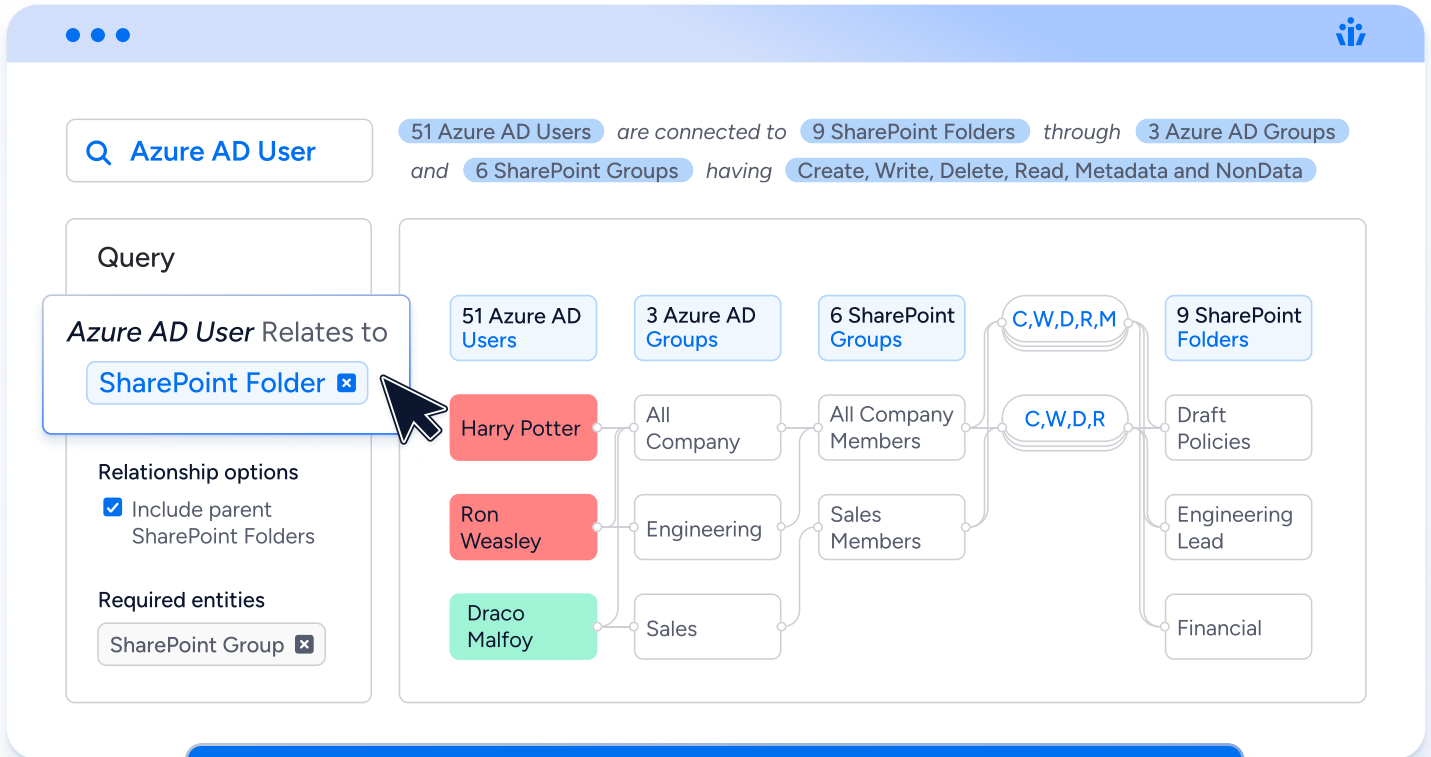 Azure AD User
51 Azure AD Users are connected to 9 SharePoint Folders through 3 Azure AD Groups
and 6 SharePoint Groups having Create, Write, Delete, Read, Metadata and NonData
Query
Azure AD User Relates to
SharePoint Folder
Relationship options
Include parent
SharePoint Folders
Required entities
SharePoint Group
51 Azure AD
Users
3 Azure AD
Groups
6 SharePoint
Groups
C,W,D,R,M
9 SharePoint
Folders
Harry Potter
All
Company
All Company
Members
C,W,D,R
Draft
Policies
Ron
Weasley
Engineering
Sales
Members
Engineering
Lead
Draco
Malfoy
Sales
Financial